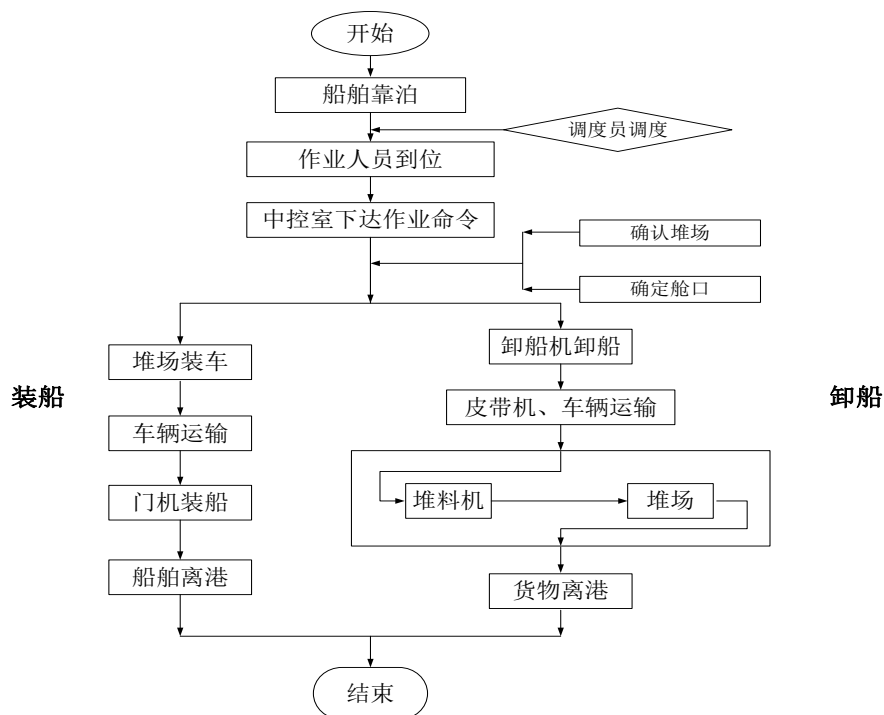 开始
船舶靠泊
调度员调度
作业人员到位
中控室下达作业命令
确认堆场
确定舱口
装船
堆场装车
车辆运输
门机装船
船舶离港
卸船机卸船
皮带机、车辆运输
堆料机
堆场
货物离港
卸船
结束